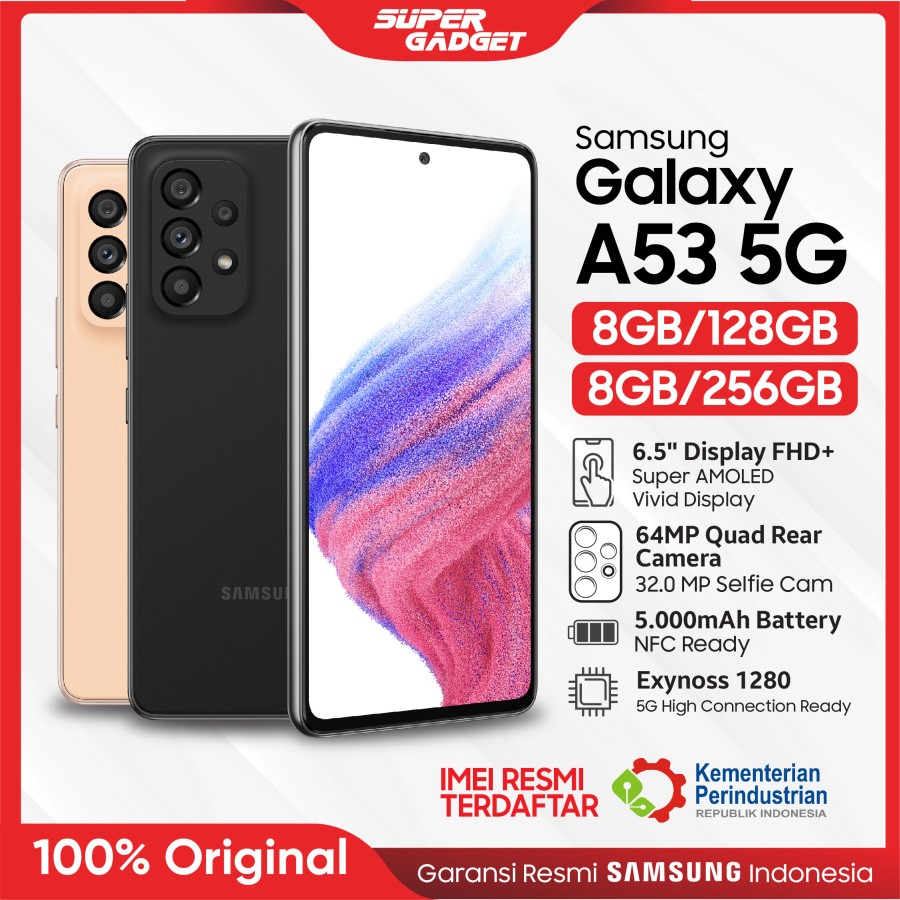 SUPER
GADGET
Samsung
Galaxy
A53 5G
8GB/128GB
8GB/256GB
6.5" Display FHD+
Super AMOLED
Vivid Display
64MP Quad Rear
Camera
32.0 MP Selfie Cam
5.000mAh Battery
NFC Ready
Exynoss 1280
5G High Connection Ready
SAMSU
IMEI RESMI
TERDAFTAR
Kementerian
Perindustrian
REPUBLIK INDONESIA
100% Original
Garansi Resmi SAMSUNG Indonesia